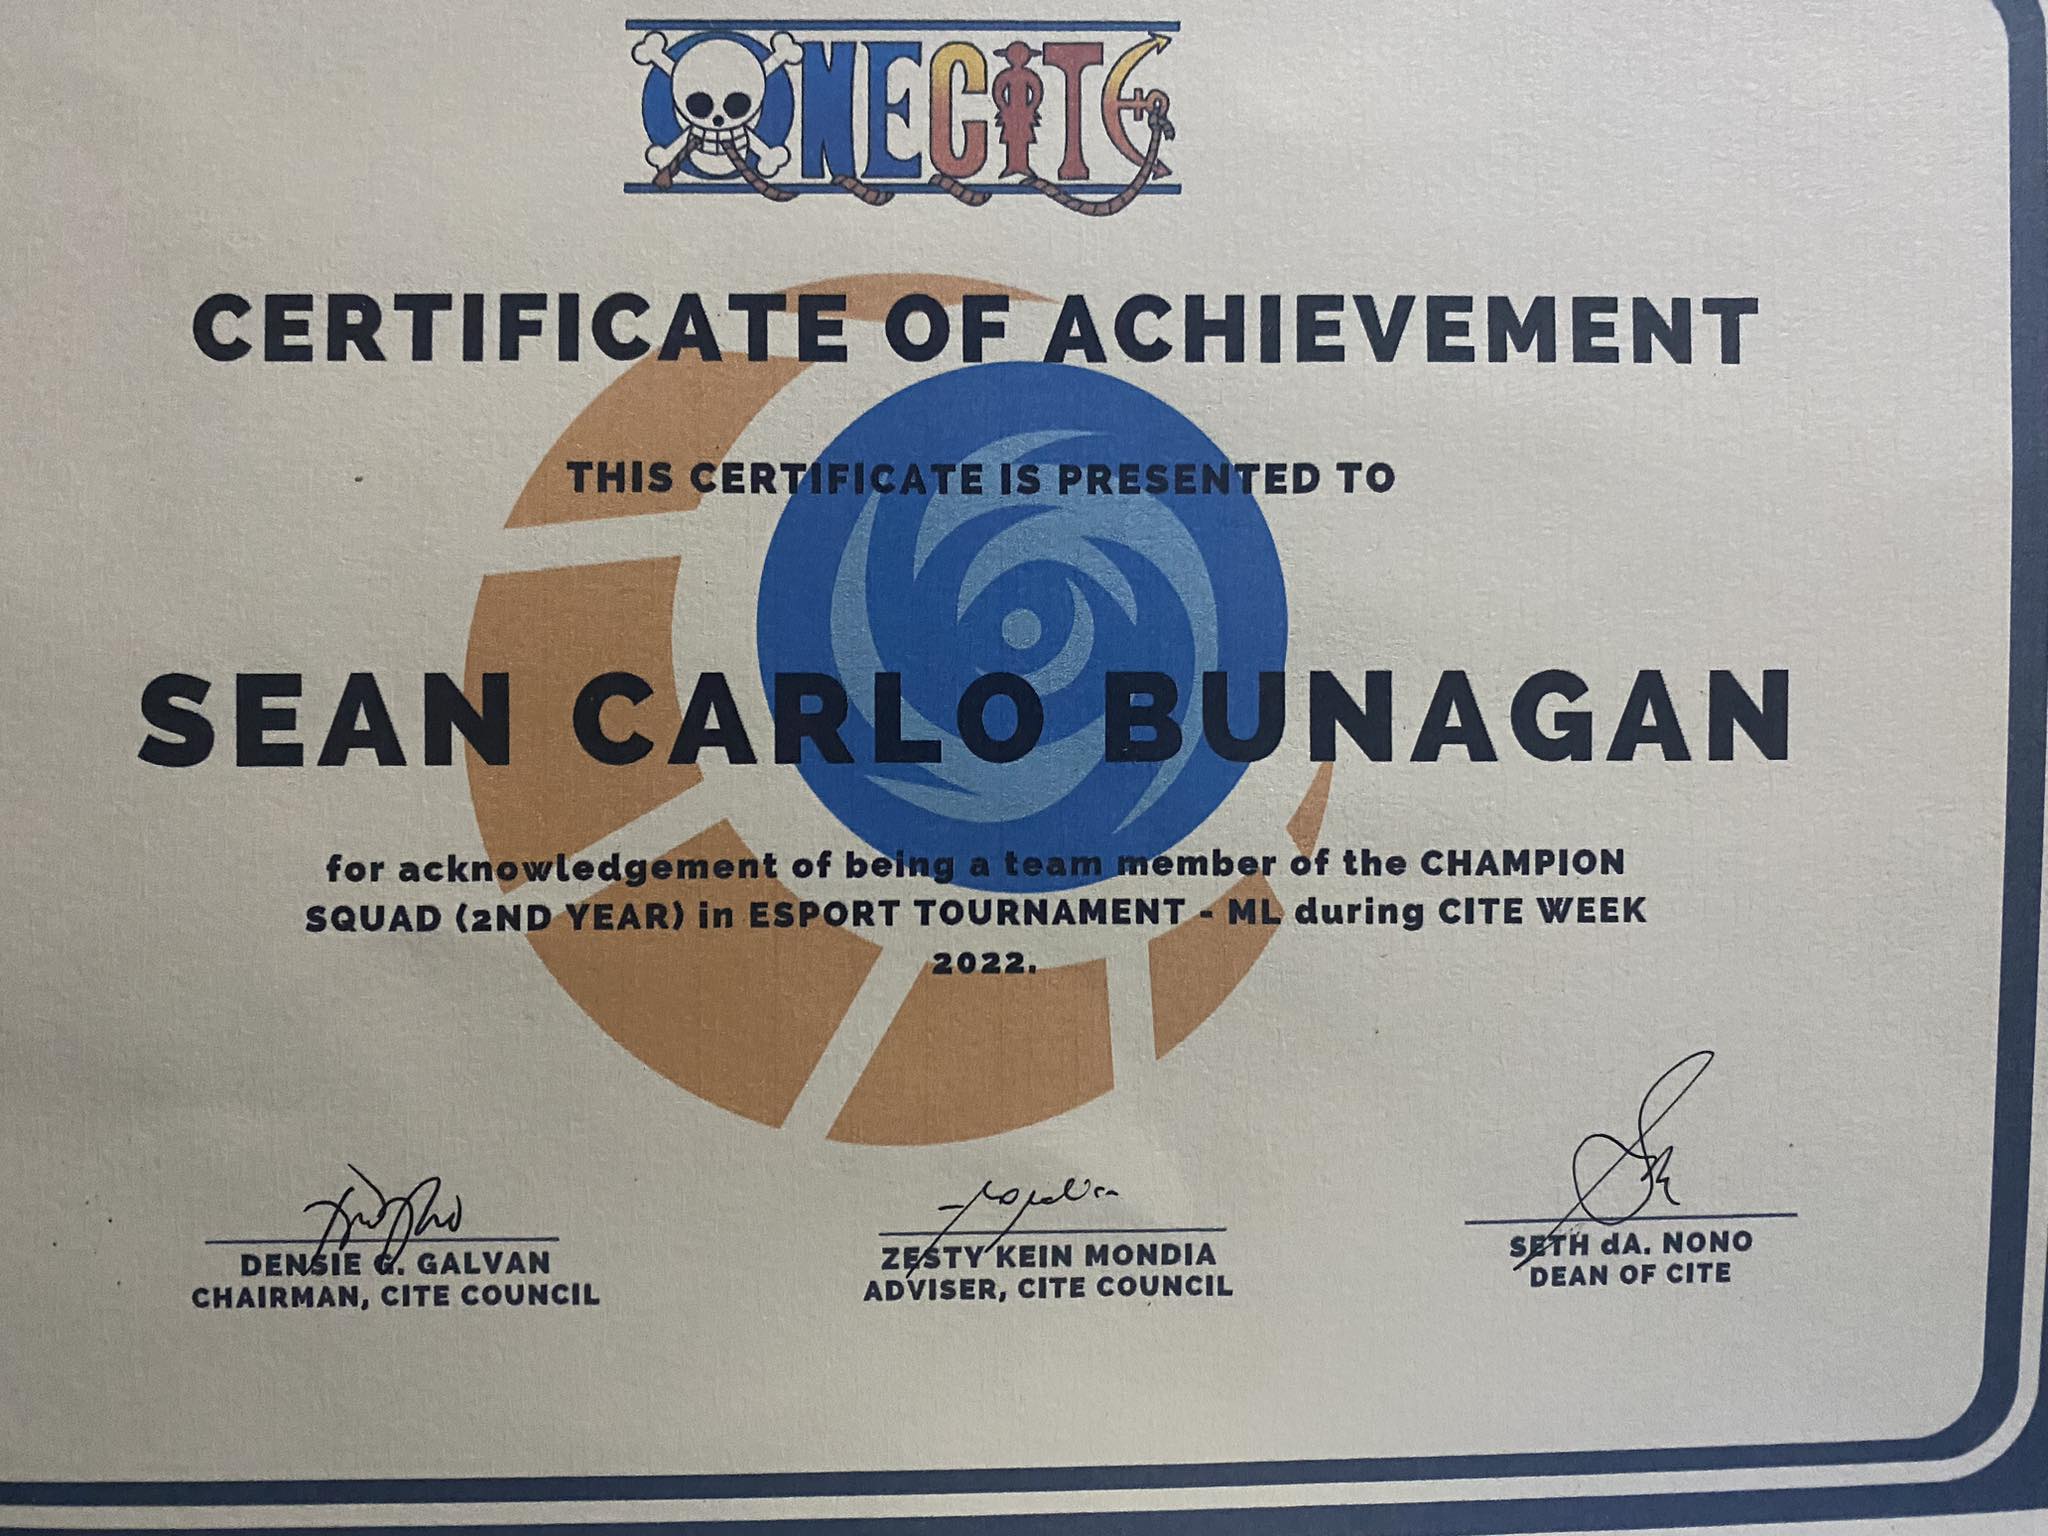 ONECITE
CERTIFICATE OF ACHIEVEMENT
THIS CERTIFICATE IS PRESENTED TO
SEAN CARLO BUNAGAN
for acknowledgement of being a team member of the CHAMPION
SQUAD (2ND YEAR) in ESPORT TOURNAMENT - ML during CITE WEEK
2022.
DENSIE G. GALVAN
CHAIRMAN, CITE COUNCIL
ZESTY KEIN MONDIA
ADVISER, CITE COUNCIL
SETH dA. NONO
DEAN OF CITE